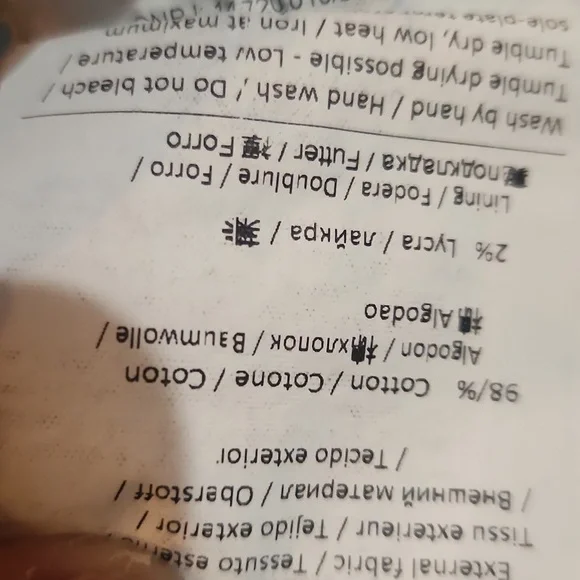 External fabric / Tessuto esterno
Tissu extérieur / Tejido exterior /
/ Внешний материал / Oberstoff /
/ Tecido exterior
98/% Cotton / Cotone / Coton
Algodon / хлопок / Baumwolle /
Algodao
2% Lycra / лайкра /
Lining / Fodera / Doublure / Forro /
подкладка / Futter / Forro
Wash by hand / Hand wash, Do not bleach /
Tumble drying possible - Low temperature /
Tumble dry, low heat / Iron at maximum
sole-plate